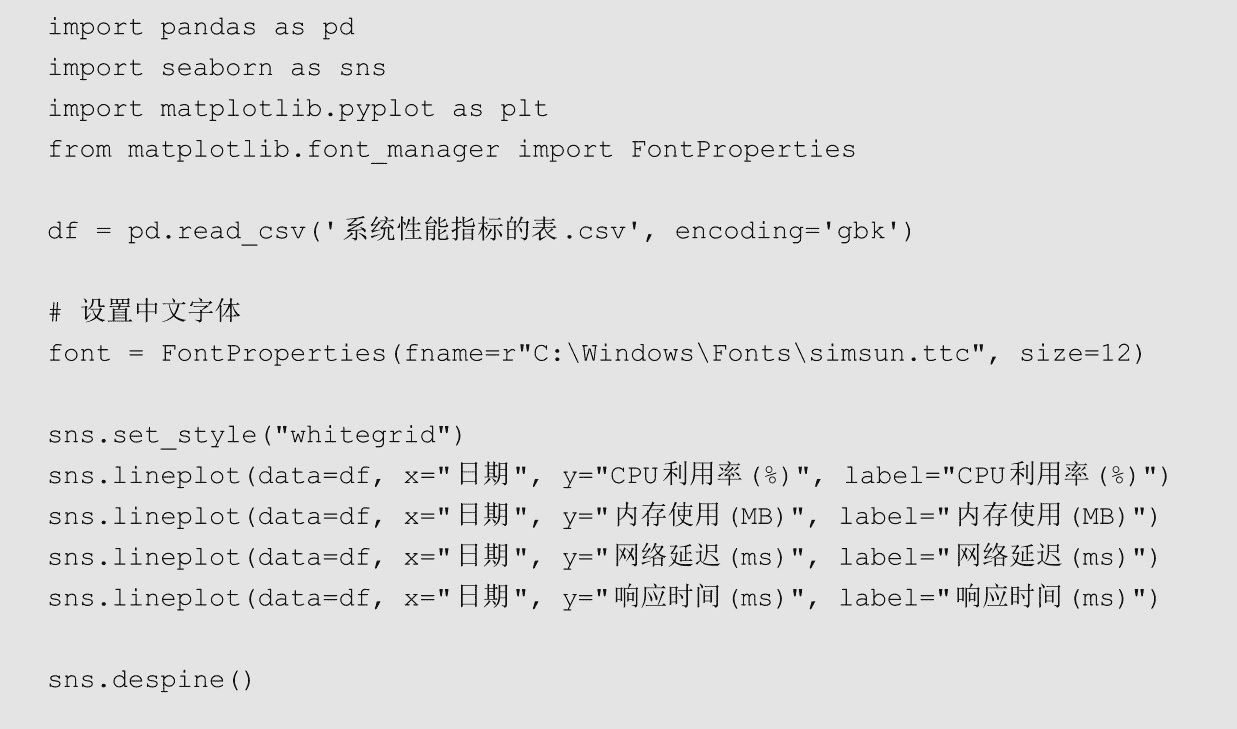 import pandas as pd
import seaborn as sns
import matplotlib.pyplot as plt
from matplotlib.font_manager import FontProperties
df = pd.read_csv('系统性能指标的表.csv', encoding='gbk')
# 设置中文字体
font = FontProperties(fname=r"C:\Windows\Fonts\simsun.ttc", size=12)
sns.set_style("whitegrid")
sns.lineplot(data=df, x="日期", y="CPU利用率(%)", label="CPU利用率(%)")
sns.lineplot(data=df, x="日期", y="内存使用(MB)", label="内存使用(MB)")
sns.lineplot(data=df, x="日期", y="网络延迟(ms)", label="网络延迟(ms)")
sns.lineplot(data=df, x="日期", y="响应时间(ms)", label="响应时间(ms)")
sns.despine()